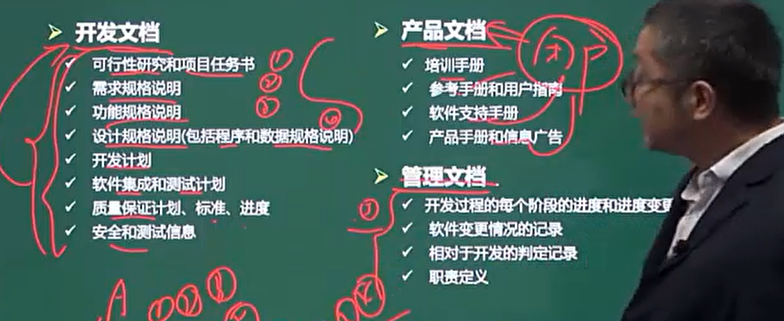 开发文档
可行性研究和项目任务书
需求规格说明
功能规格说明
设计规格说明(包括程序和数据规格说明)
开发计划
软件集成和测试计划
质量保证计划、标准、进度
安全和测试信息
A
产品文档
培训手册
参考手册和用户指南
软件支持手册
产品手册和信息广告
管理文档
开发过程的每个阶段的进度和进度变更
软件变更情况的记录
相对于开发的判定记录
职责定义